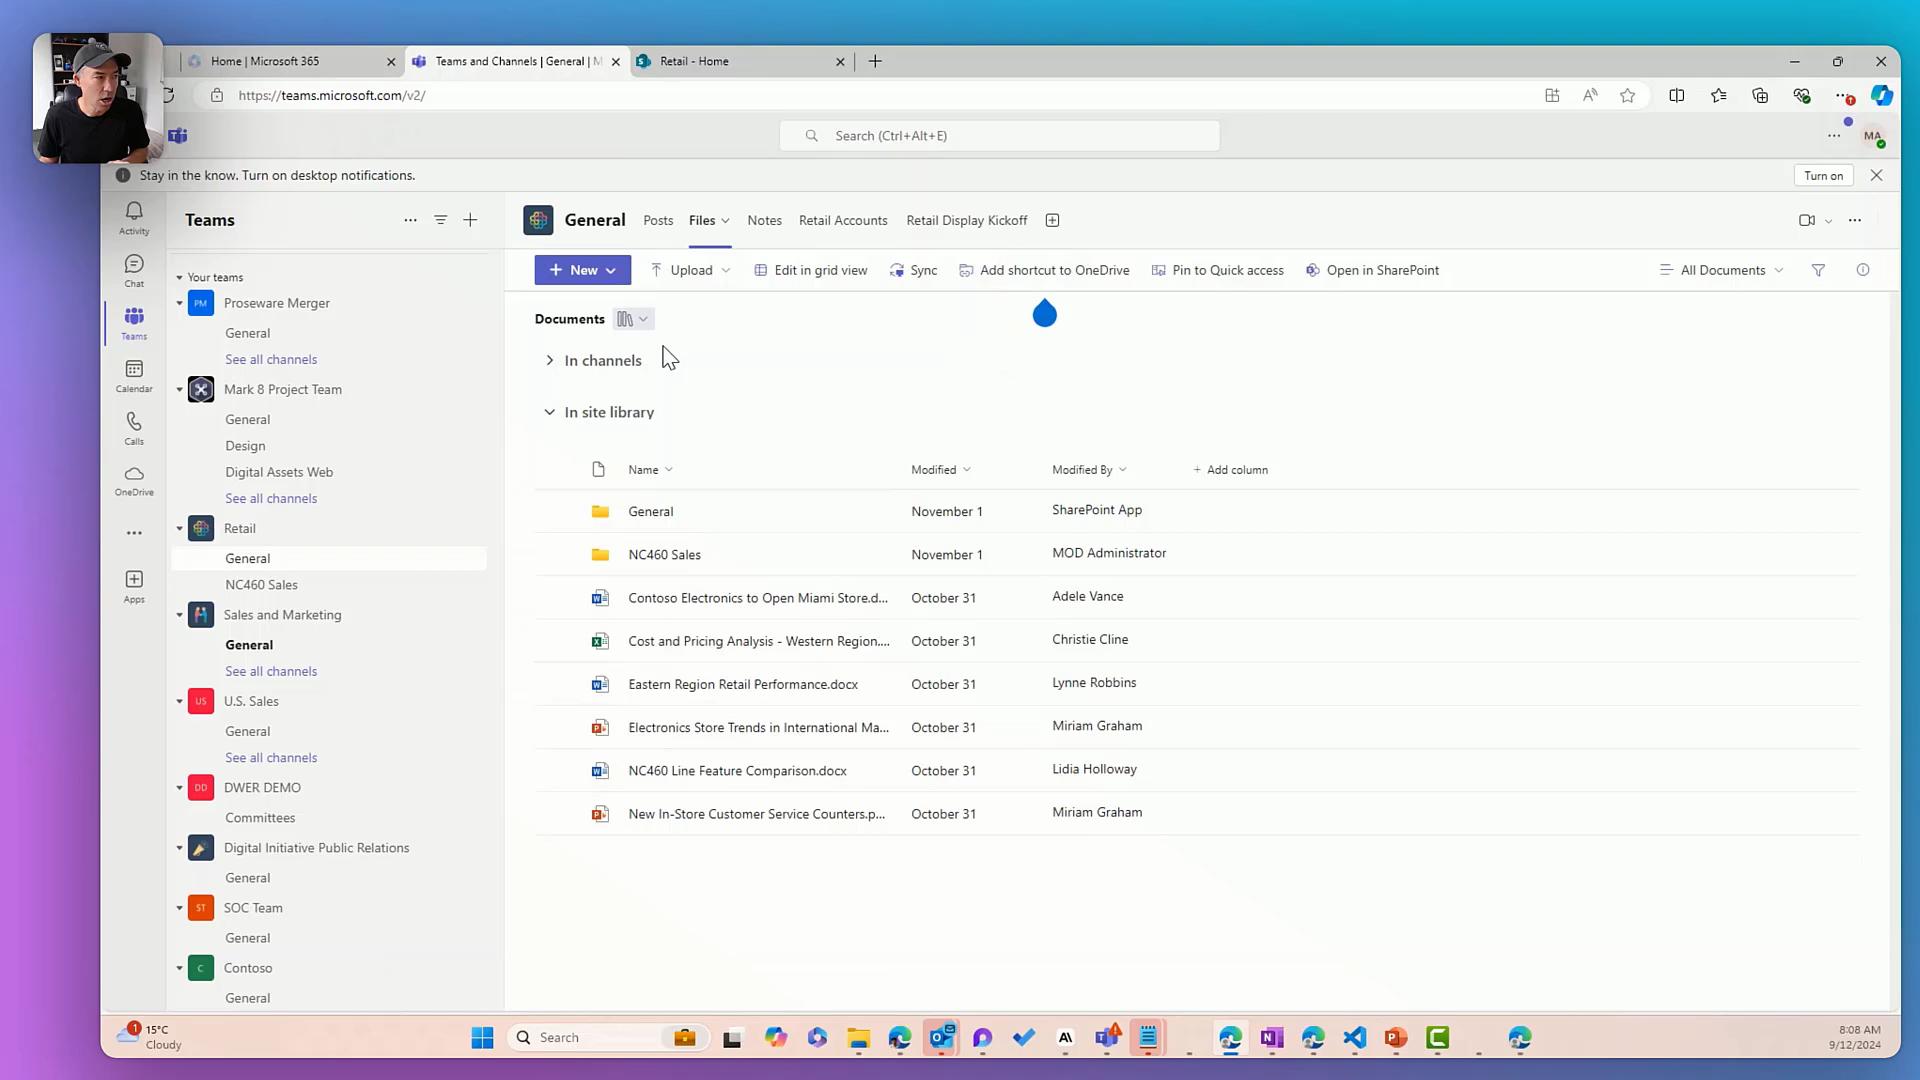 Home | Microsoft 365
Teams and Channels | General | M
Retail - Home
https://teams.microsoft.com/v2/
Search (Ctrl+Alt+E)
MA
Stay in the know. Turn on desktop notifications.
Turn on
Activity
Chat
Teams
Calendar
Calls
OneDrive
Apps
Teams
Your teams
PM Proseware Merger
General
See all channels
Mark 8 Project Team
General
Design
Digital Assets Web
See all channels
Retail
General
NC460 Sales
Sales and Marketing
General
See all channels
US U.S. Sales
General
See all channels
DD DWER DEMO
Committees
Digital Initiative Public Relations
General
ST SOC Team
General
C Contoso
General
General Posts Files Notes Retail Accounts Retail Display Kickoff
New Upload Edit in grid view Sync Add shortcut to OneDrive Pin to Quick access Open in SharePoint All Documents
Documents
In channels
In site library
Name Modified Modified By + Add column
General November 1 SharePoint App
NC460 Sales November 1 MOD Administrator
Contoso Electronics to Open Miami Store.d... October 31 Adele Vance
Cost and Pricing Analysis - Western Region.... October 31 Christie Cline
Eastern Region Retail Performance.docx October 31 Lynne Robbins
Electronics Store Trends in International Ma... October 31 Miriam Graham
NC460 Line Feature Comparison.docx October 31 Lidia Holloway
New In-Store Customer Service Counters.p... October 31 Miriam Graham
1
15°C
Cloudy
Search
8:08 AM
9/12/2024